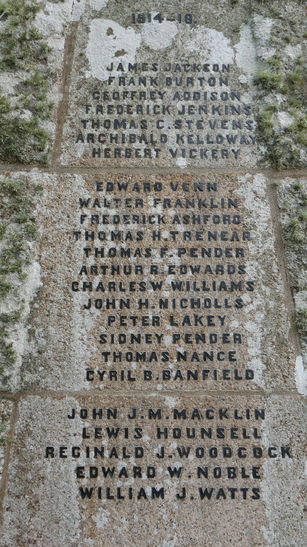 1914-18.
JAMES JACKSON
FRANK BURTON
GEOFFREY ADDISON
FREDERICK JENKINS
THOMAS C. STEVENS
ARCHIBALD KELLOWAY
HERBERT VICKERY
EDWARD VENN
WALTER FRANKLIN
FREDERICK ASHFORD
THOMAS H. TRENEAR
THOMAS F. PENDER
ARTHUR R. EDWARDS
CHARLES W. WILLIAMS
JOHN H. NICHOLLS
PETER LAKEY
SIDNEY PENDER
THOMAS NANCE
CYRIL B. BANFIELD
JOHN J. M. MACKLIN
LEWIS HOUNSELL
REGINALD J. WOODCOCK
EDWARD W. NOBLE
WILLIAM J. WATTS